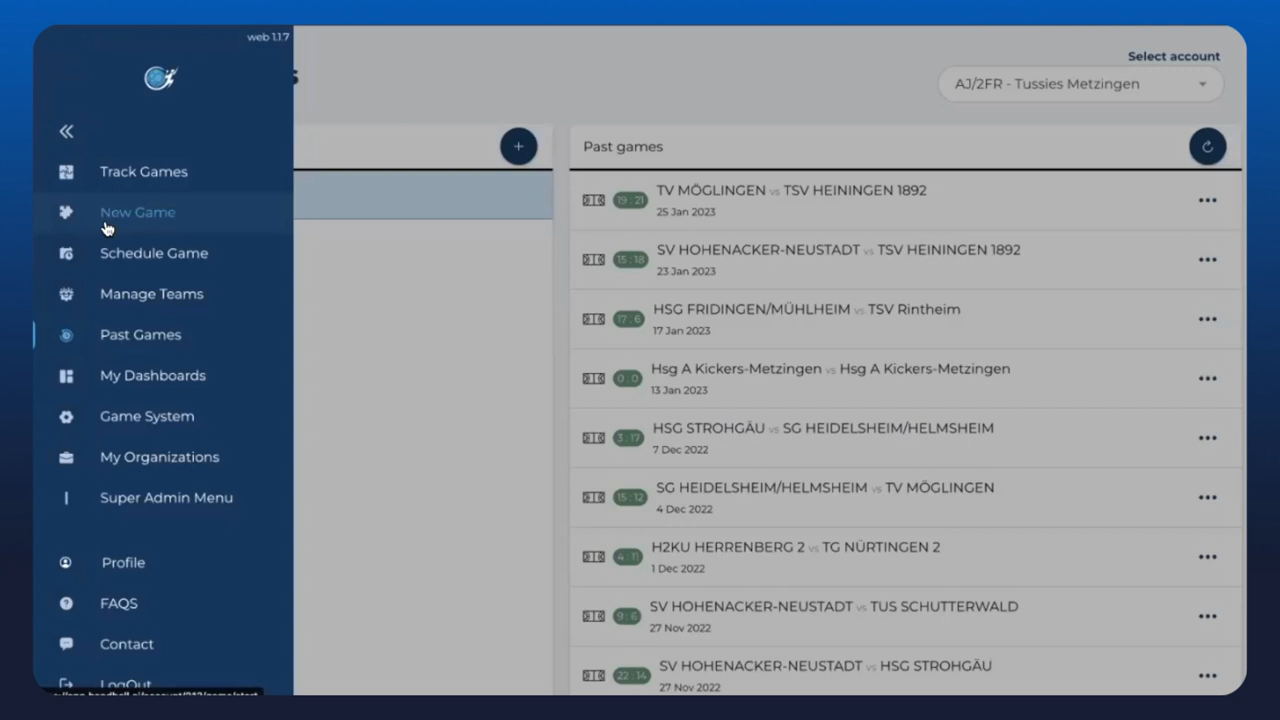 web 1.1.7
Track Games
New Game
Schedule Game
Manage Teams
Past Games
My Dashboards
Game System
My Organizations
Super Admin Menu
Profile
FAQS
Contact
LogOut
s
Select account
AJ/2FR - Tussies Metzingen
+
Past games
19 : 21 TV MÖGLINGEN vs TSV HEININGEN 1892
25 Jan 2023
15 : 18 SV HOHENACKER-NEUSTADT vs TSV HEININGEN 1892
23 Jan 2023
17 : 6 HSG FRIDINGEN/MÜHLHEIM vs TSV Rintheim
17 Jan 2023
0 : 0 Hsg A Kickers-Metzingen vs Hsg A Kickers-Metzingen
13 Jan 2023
3 : 17 HSG STROHGÄU vs SG HEIDELSHEIM/HELMSHEIM
7 Dec 2022
15 : 12 SG HEIDELSHEIM/HELMSHEIM vs TV MÖGLINGEN
4 Dec 2022
4 : 11 H2KU HERRENBERG 2 vs TG NÜRTINGEN 2
1 Dec 2022
9 : 6 SV HOHENACKER-NEUSTADT vs TUS SCHUTTERWALD
27 Nov 2022
22 : 14 SV HOHENACKER-NEUSTADT vs HSG STROHGÄU
27 Nov 2022